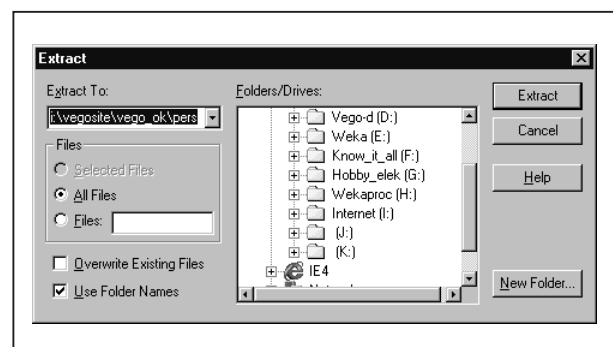 Extract
Extract To:
i:\vegosite\vego_ok\pers
Files
Selected Files
All Files
Files:
Overwrite Existing Files
Use Folder Names
Folders/Drives:
Vego-d (D:)
Weka (E:)
Know_it_all (F:)
Hobby_elek (G:)
Wekaproc (H:)
Internet (I:)
(J:)
(K:)
IE4
Extract
Cancel
Help
New Folder...